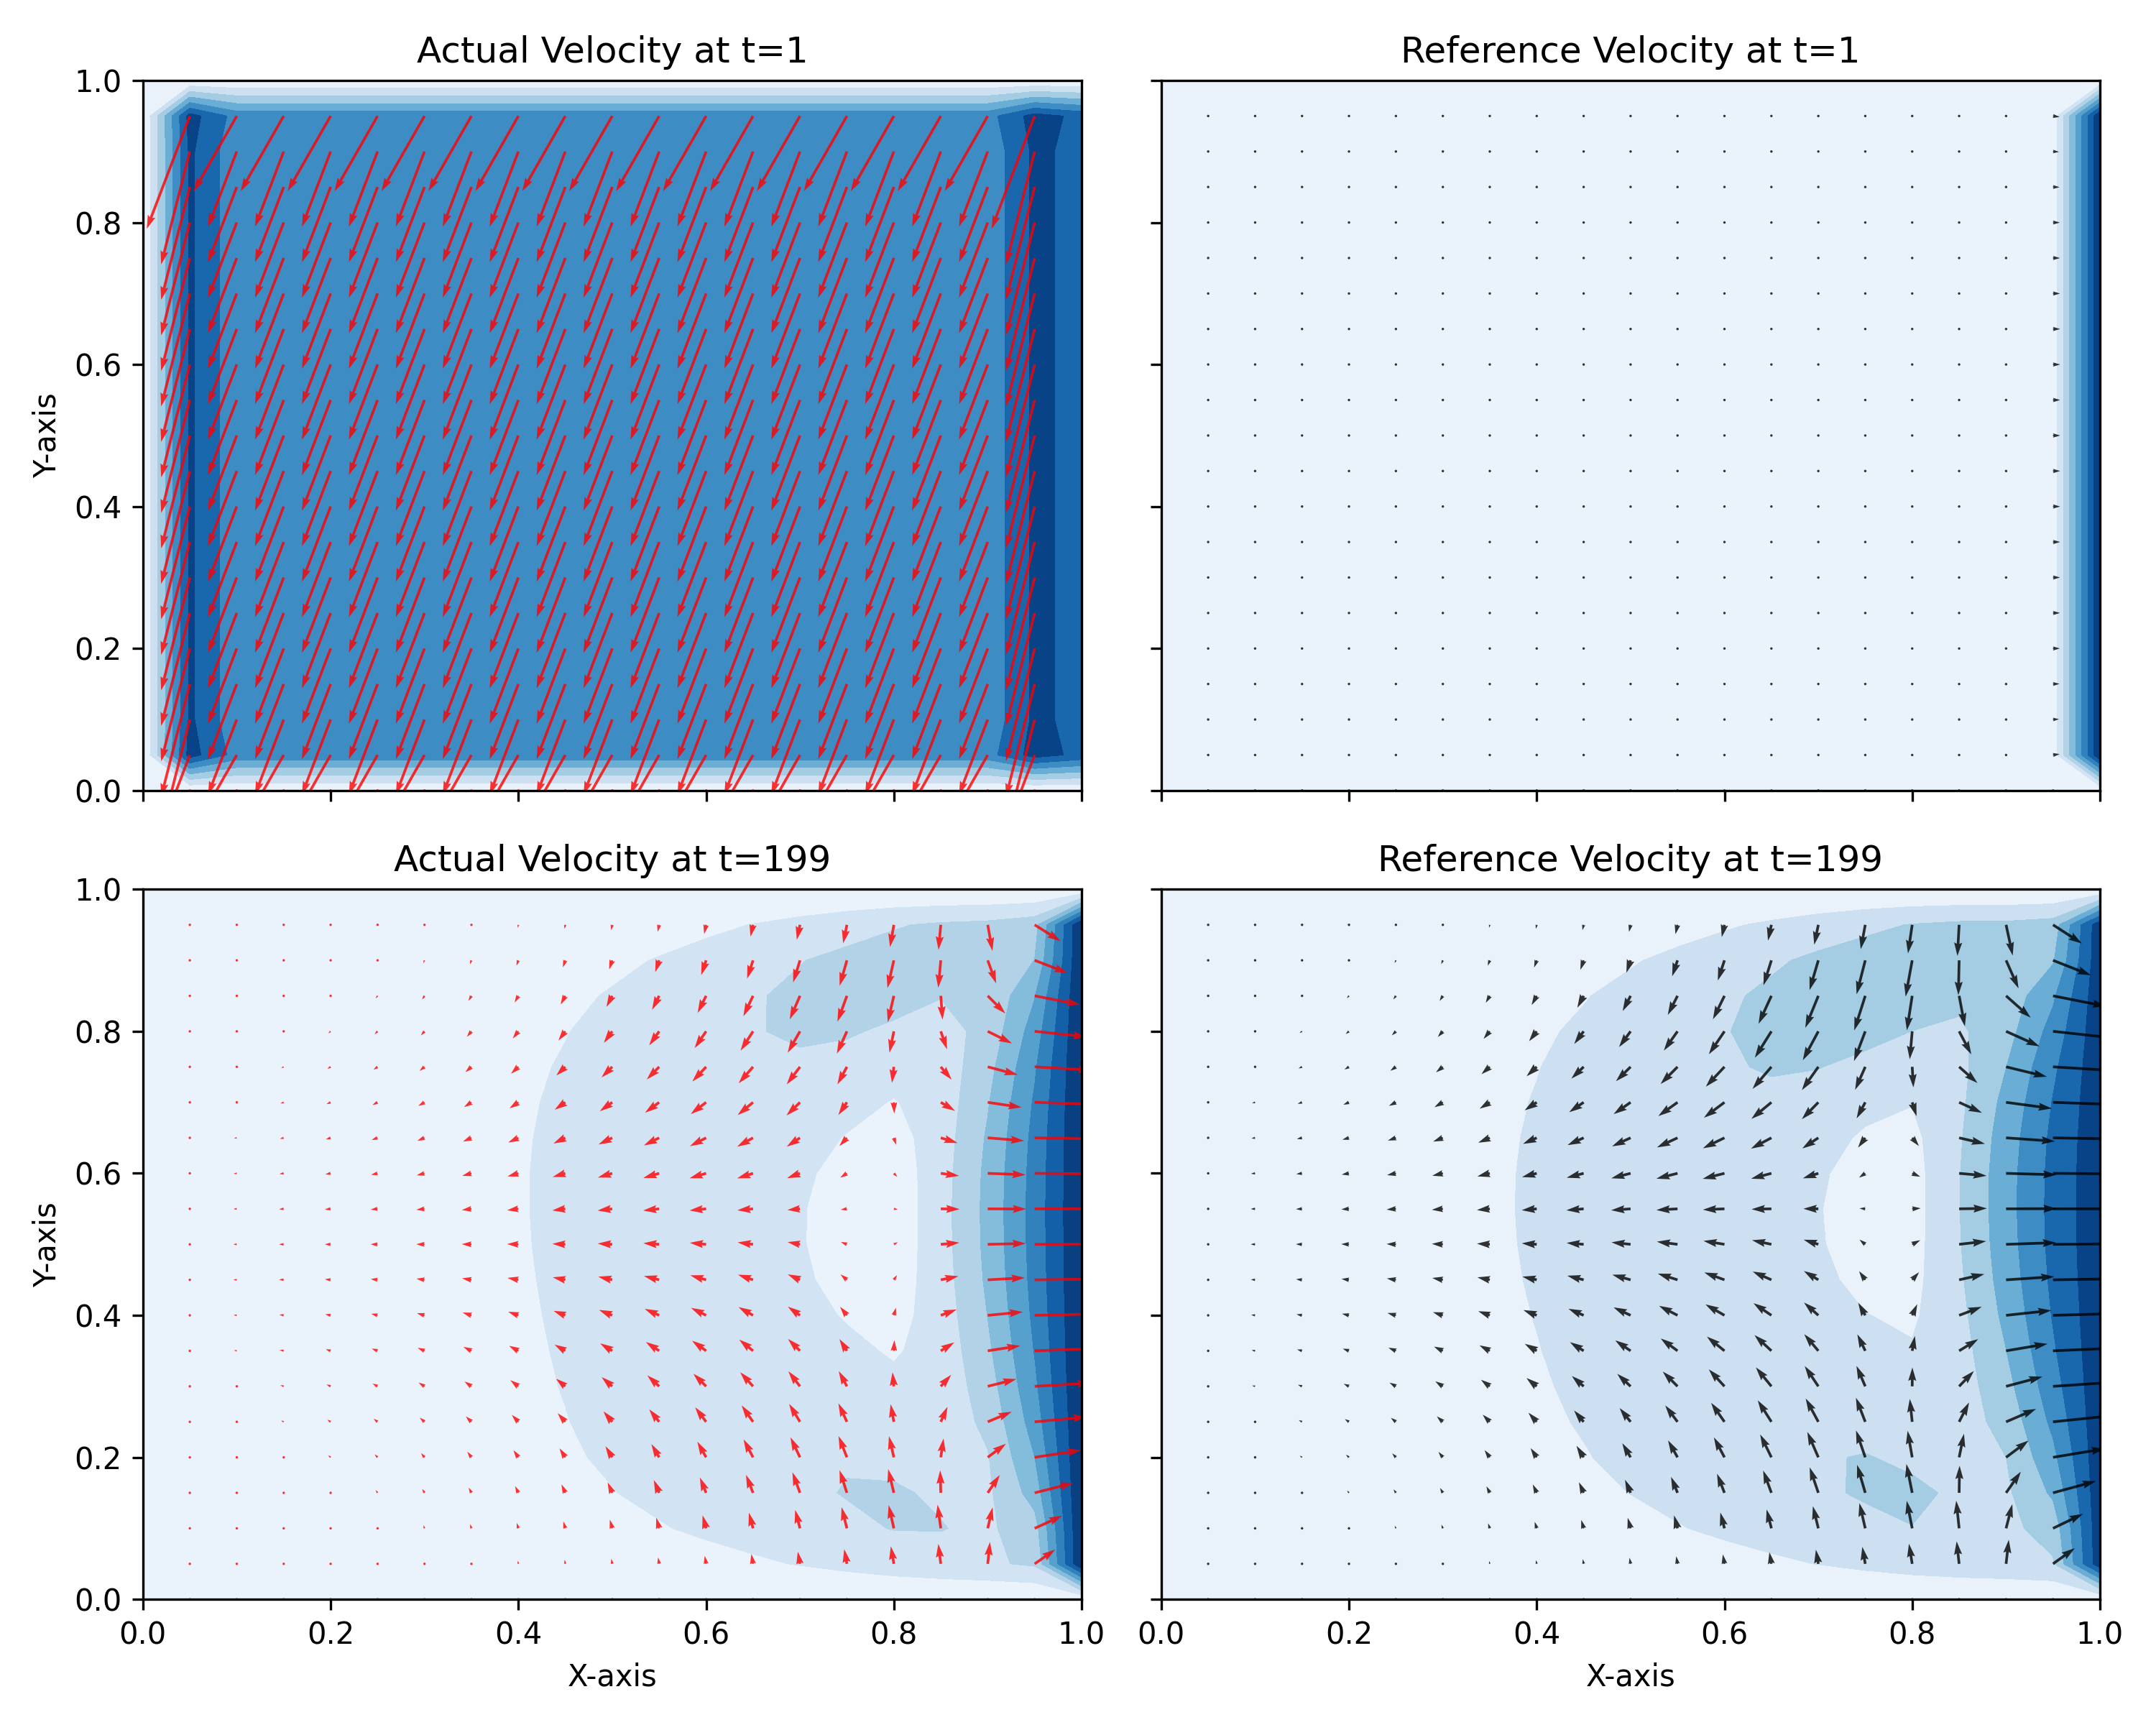 Actual Velocity at t=1
Reference Velocity at t=1
1.0
0.8
0.6
0.4
0.2
0.0
Y-axis
Actual Velocity at t=199
Reference Velocity at t=199
1.0
0.8
0.6
0.4
0.2
0.0
Y-axis
0.0 0.2 0.4 0.6 0.8 1.0
0.0 0.2 0.4 0.6 0.8 1.0
X-axis
X-axis